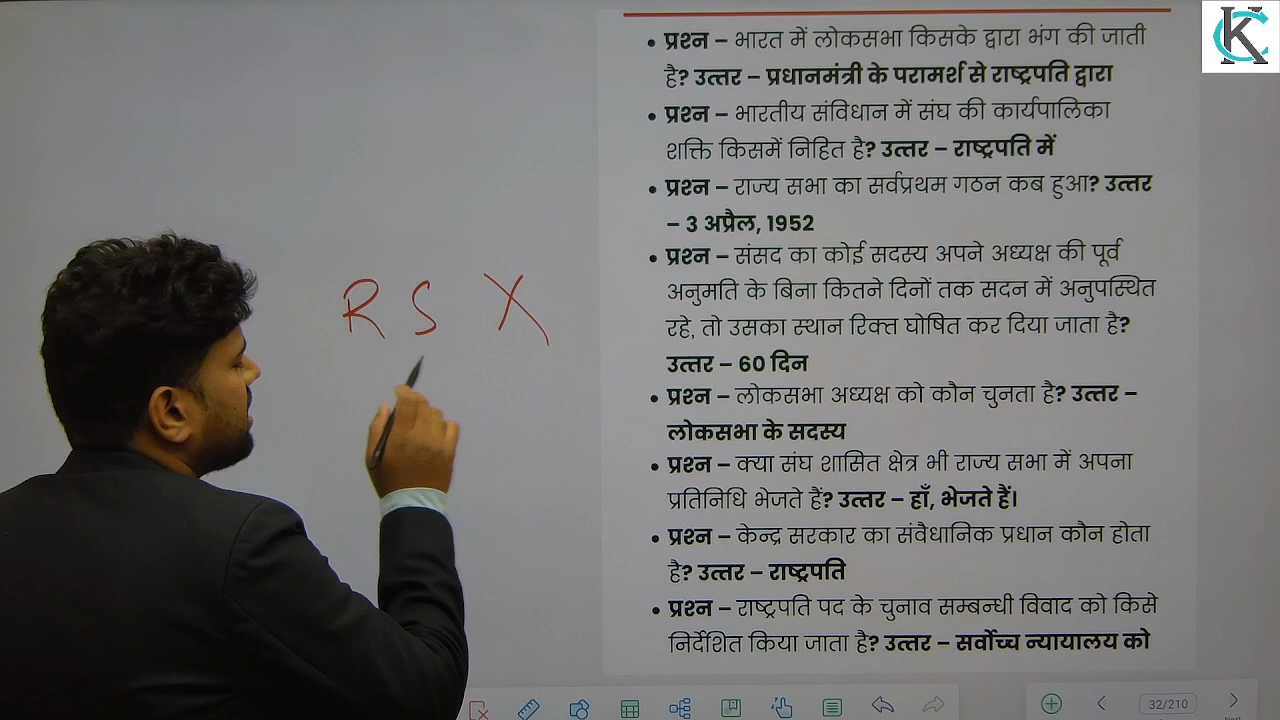 • प्रश्न – भारत में लोकसभा किसके द्वारा भंग की जाती
है? उत्तर – प्रधानमंत्री के परामर्श से राष्ट्रपति द्वारा
• प्रश्न – भारतीय संविधान में संघ की कार्यपालिका
शक्ति किसमें निहित है? उत्तर – राष्ट्रपति में
• प्रश्न – राज्य सभा का सर्वप्रथम गठन कब हुआ? उत्तर
– 3 अप्रैल, 1952
• प्रश्न – संसद का कोई सदस्य अपने अध्यक्ष की पूर्व
अनुमति के बिना कितने दिनों तक सदन में अनुपस्थित
रहे, तो उसका स्थान रिक्त घोषित कर दिया जाता है?
उत्तर – 60 दिन
• प्रश्न – लोकसभा अध्यक्ष को कौन चुनता है? उत्तर –
लोकसभा के सदस्य
• प्रश्न – क्या संघ शासित क्षेत्र भी राज्य सभा में अपना
प्रतिनिधि भेजते हैं? उत्तर – हाँ, भेजते हैं।
• प्रश्न – केन्द्र सरकार का संवैधानिक प्रधान कौन होता
है? उत्तर – राष्ट्रपति
• प्रश्न – राष्ट्रपति पद के चुनाव सम्बन्धी विवाद को किसे
निर्देशित किया जाता है? उत्तर – सर्वोच्च न्यायालय को
R S X
KC
32/210
Next